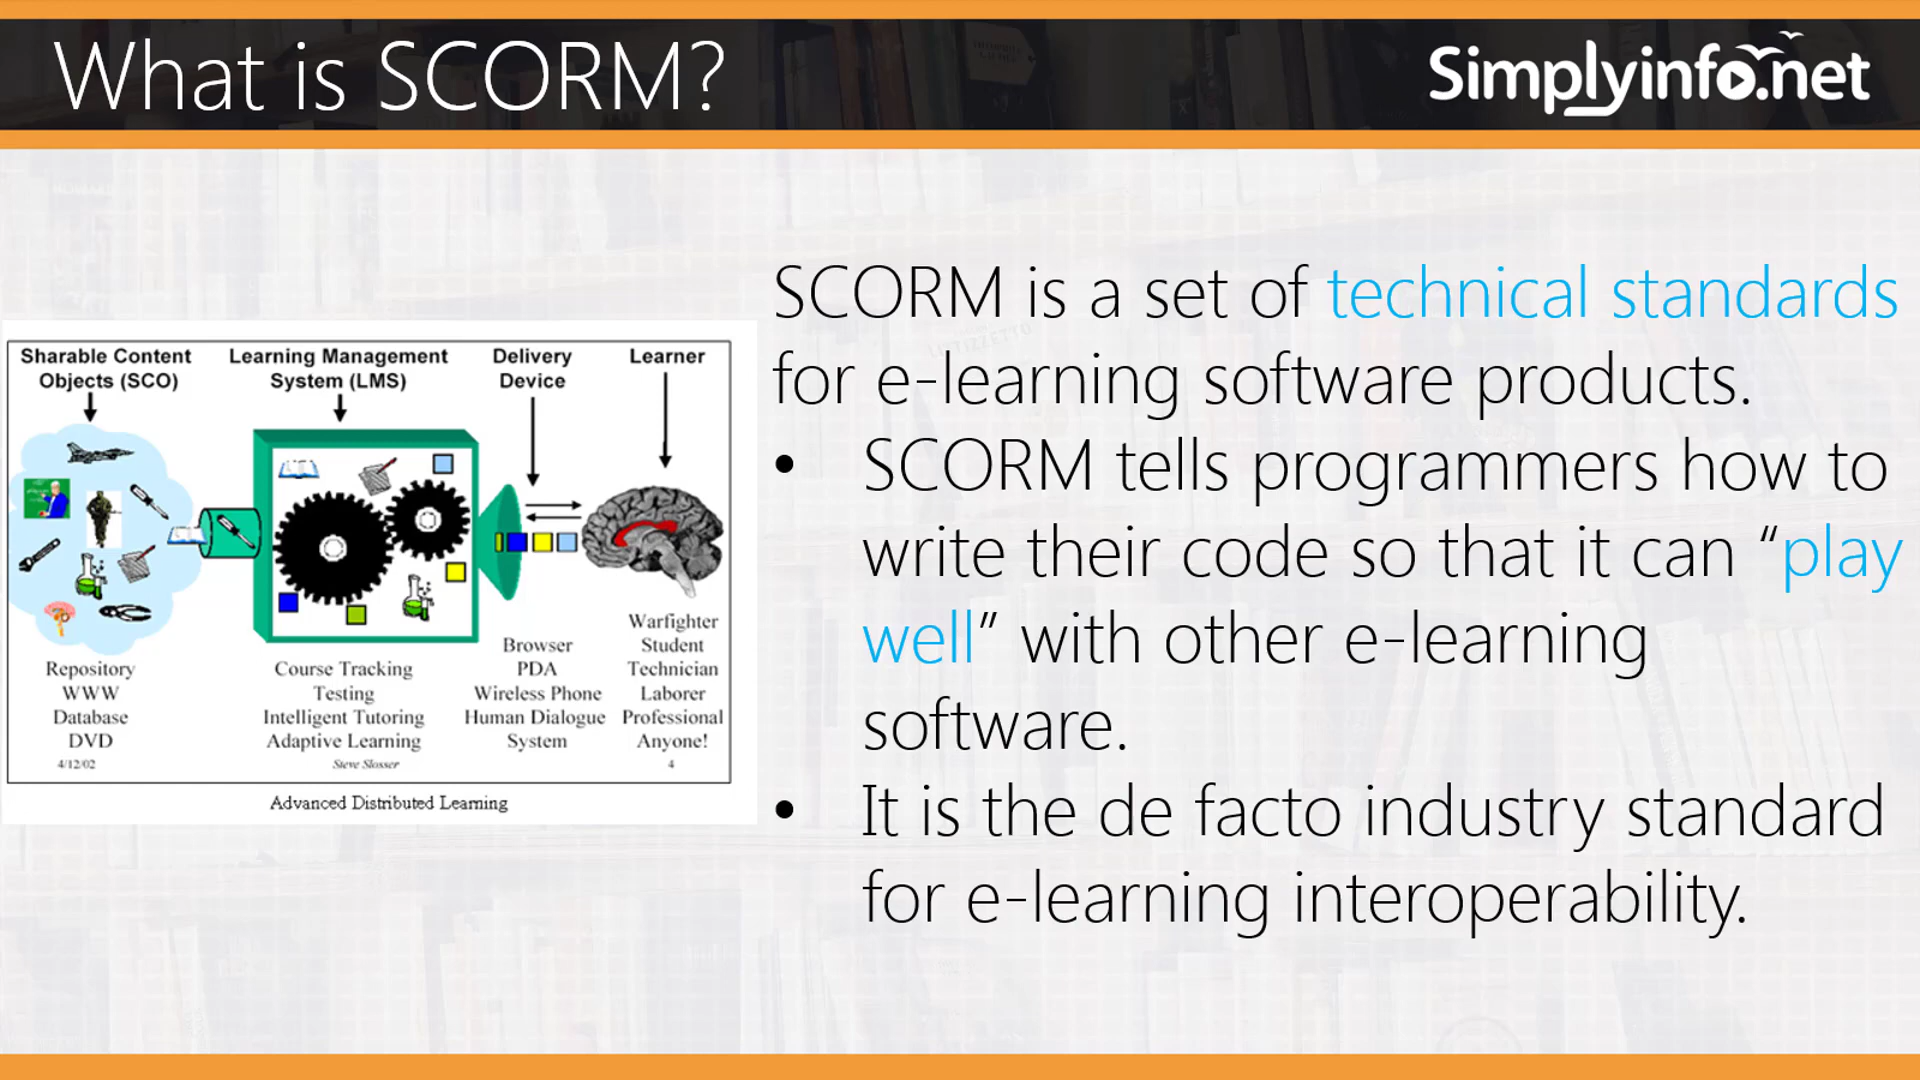 What is SCORM?
Simplyinfo.net
SCORM is a set of technical standards
for e-learning software products.
• SCORM tells programmers how to
write their code so that it can “play
well” with other e-learning
software.
• It is the de facto industry standard
for e-learning interoperability.
Sharable Content
Objects (SCO)
Learning Management
System (LMS)
Delivery
Device
Learner
Repository
WWW
Database
DVD
4/12/02
Course Tracking
Testing
Intelligent Tutoring
Adaptive Learning
Steve Slosser
Browser
PDA
Wireless Phone
Human Dialogue
System
Warfighter
Student
Technician
Laborer
Professional
Anyone!
4
Advanced Distributed Learning